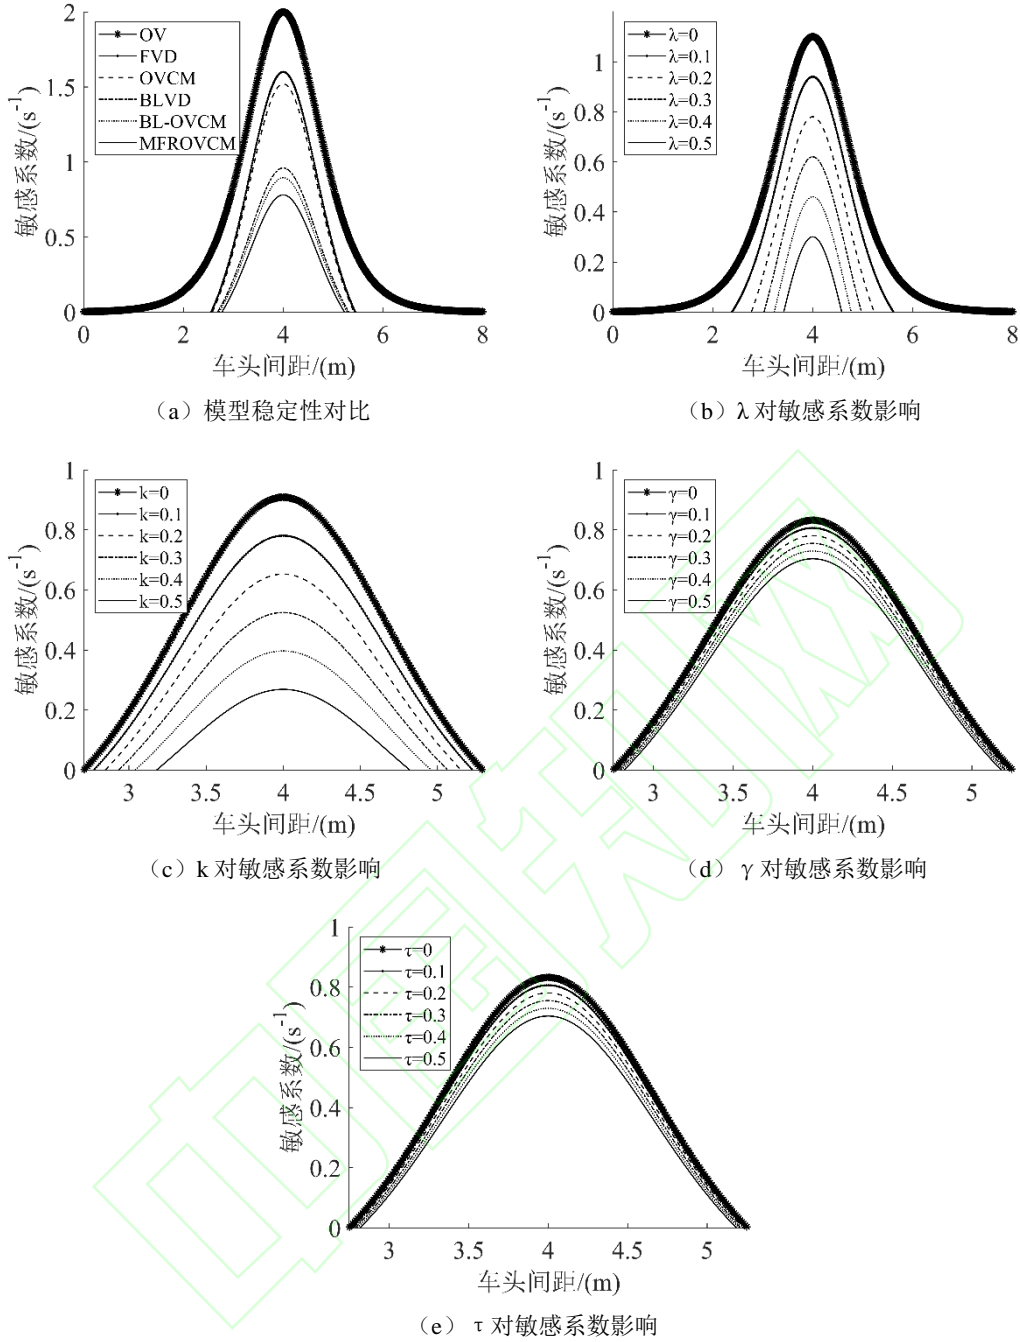 2
1.5
1
0.5
0
0 2 4 6 8
敏感系数/(s⁻¹)
OV
FVD
OVCM
BLVD
BL-OVCM
MFROVCM
车头间距/(m)
（a）模型稳定性对比
1
0.8
0.6
0.4
0.2
0
0 2 4 6 8
敏感系数/(s⁻¹)
λ=0
λ=0.1
λ=0.2
λ=0.3
λ=0.4
λ=0.5
车头间距/(m)
（b）λ 对敏感系数影响
1
0.8
0.6
0.4
0.2
0
3 3.5 4 4.5 5
敏感系数/(s⁻¹)
k=0
k=0.1
k=0.2
k=0.3
k=0.4
k=0.5
车头间距/(m)
（c）k 对敏感系数影响
1
0.8
0.6
0.4
0.2
0
3 3.5 4 4.5 5
敏感系数/(s⁻¹)
γ=0
γ=0.1
γ=0.2
γ=0.3
γ=0.4
γ=0.5
车头间距/(m)
（d） γ 对敏感系数影响
1
0.8
0.6
0.4
0.2
0
3 3.5 4 4.5 5
敏感系数/(s⁻¹)
τ=0
τ=0.1
τ=0.2
τ=0.3
τ=0.4
τ=0.5
车头间距/(m)
（e） τ 对敏感系数影响
中国知网